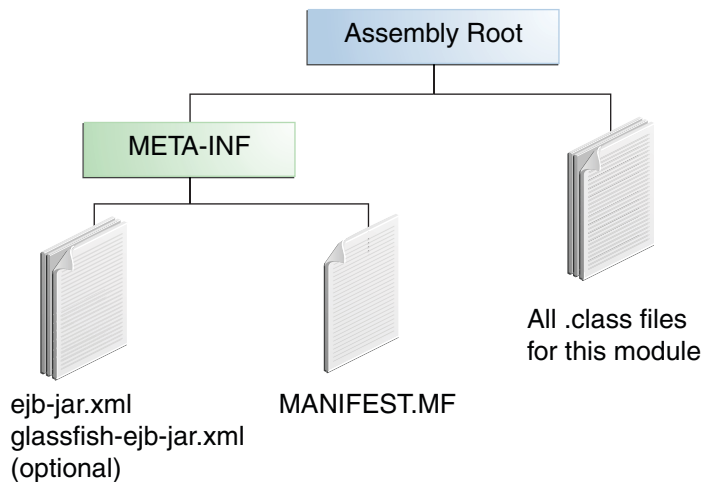 Assembly Root
META-INF
All .class files
for this module
ejb-jar.xml
glassfish-ejb-jar.xml
(optional)
MANIFEST.MF